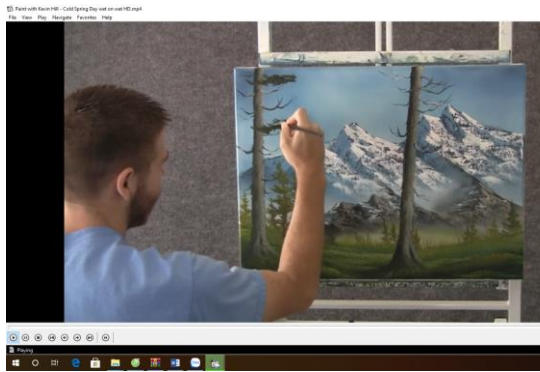 Paint with Kevin Hill - Cold Spring Day wet on wet HD.mp4
File View Play Navigate Favorites Help
Playing